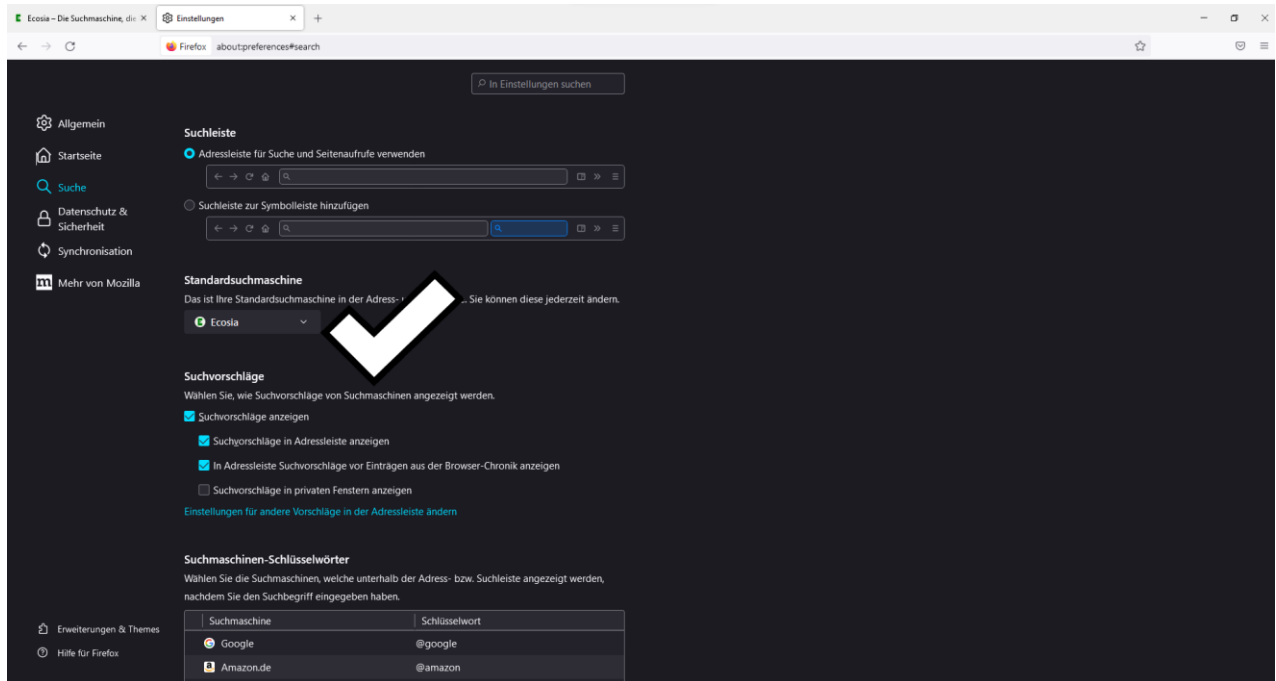 Ecosia – Die Suchmaschine, die
Einstellungen
Firefox about:preferences#search
In Einstellungen suchen
Allgemein
Startseite
Suche
Datenschutz &
Sicherheit
Synchronisation
Mehr von Mozilla
Erweiterungen & Themes
Hilfe für Firefox
Suchleiste
Adressleiste für Suche und Seitenaufrufe verwenden
Suchleiste zur Symbolleiste hinzufügen
Standardsuchmaschine
Das ist Ihre Standardsuchmaschine in der Adress- Sie können diese jederzeit ändern.
Ecosia
Suchvorschläge
Wählen Sie, wie Suchvorschläge von Suchmaschinen angezeigt werden.
Suchvorschläge anzeigen
Suchvorschläge in Adressleiste anzeigen
In Adressleiste Suchvorschläge vor Einträgen aus der Browser-Chronik anzeigen
Suchvorschläge in privaten Fenstern anzeigen
Einstellungen für andere Vorschläge in der Adressleiste ändern
Suchmaschinen-Schlüsselwörter
Wählen Sie die Suchmaschinen, welche unterhalb der Adress- bzw. Suchleiste angezeigt werden,
nachdem Sie den Suchbegriff eingegeben haben.
Suchmaschine Schlüsselwort
Google @google
Amazon.de @amazon